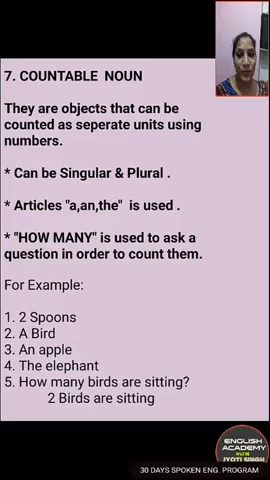 7. COUNTABLE NOUN
They are objects that can be
counted as seperate units using
numbers.
* Can be Singular & Plural .
* Articles "a,an,the" is used .
* "HOW MANY" is used to ask a
question in order to count them.
For Example:
1. 2 Spoons
2. A Bird
3. An apple
4. The elephant
5. How many birds are sitting?
2 Birds are sitting
ENGLISH
ACADEMY
WITH
JYOTI SINGH
30 DAYS SPOKEN ENG. PROGRAM